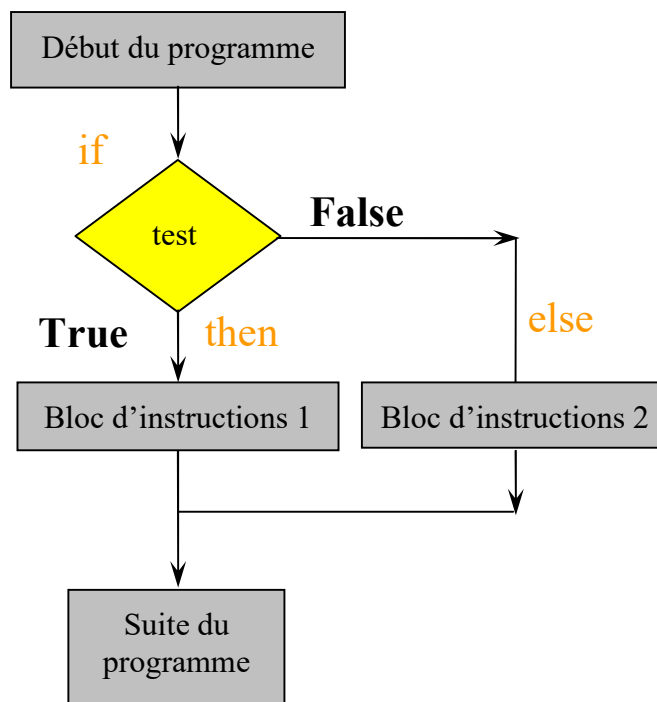 Début du programme
if
False
test
else
True then
Bloc d’instructions 1
Bloc d’instructions 2
Suite du
programme